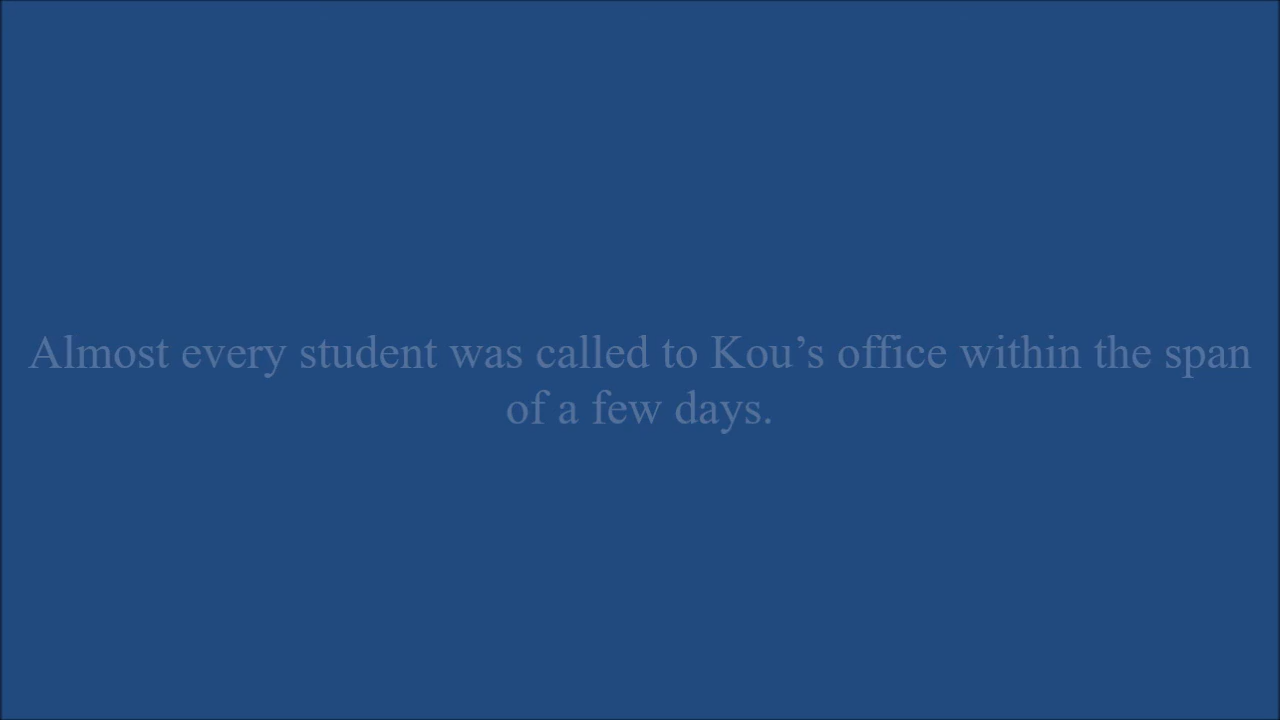 Almost every student was called to Kou’s office within the span
of a few days.